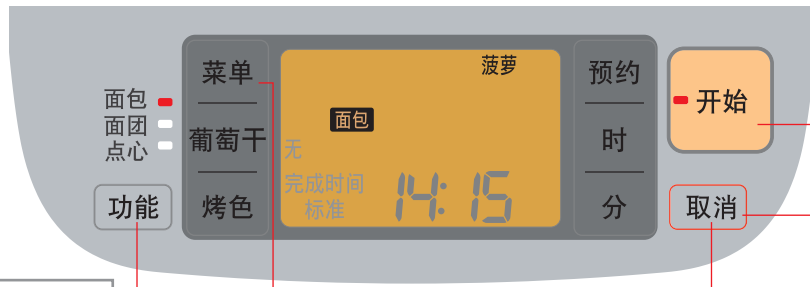 菠萝
菜单
预约
面包
开始
面团
点心
面包
葡萄干
时
无
完成时间
标准
14:15
功能
烤色
分
取消